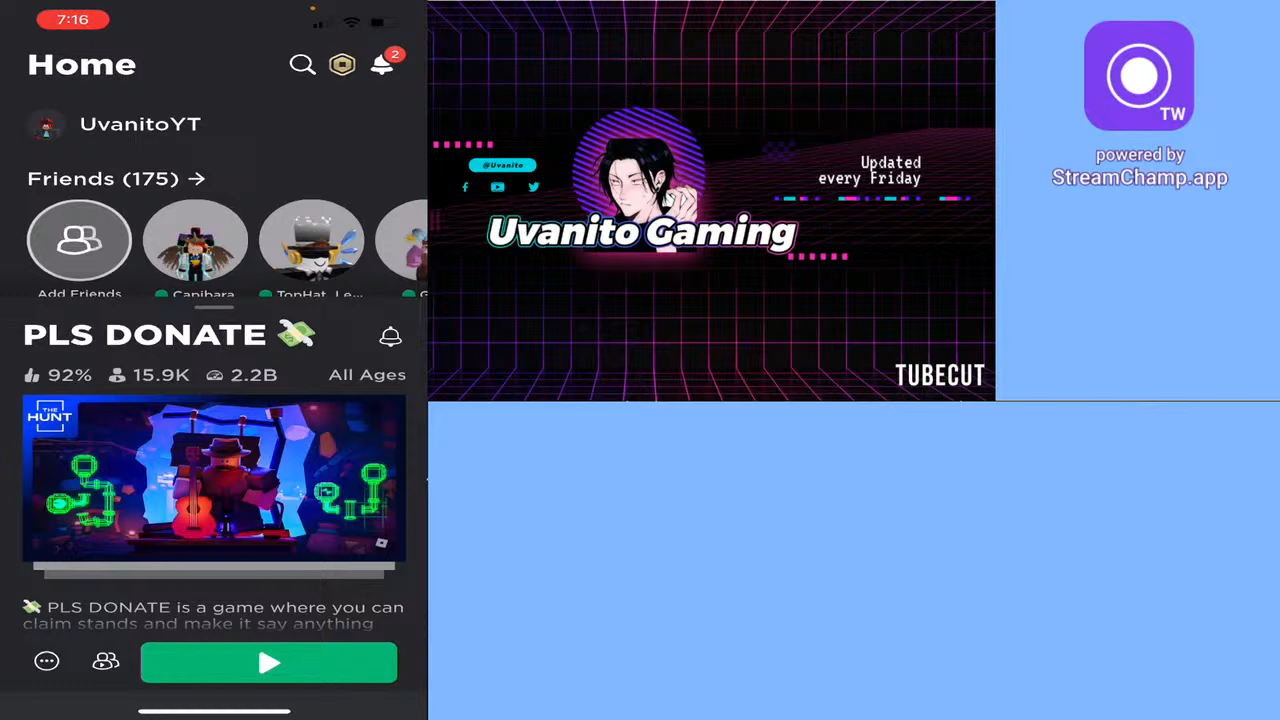 7:16
Home
2
UvanitoYT
Friends (175) →
Add Friends
Capibara
TopHat_Le...
G
PLS DONATE 💸
92% 15.9K 2.2B All Ages
THE
HUNT
💸 PLS DONATE is a game where you can
claim stands and make it say anything
@Uvanito
Updated
every Friday
Uvanito Gaming
TUBECUT
TW
powered by
StreamChamp.app